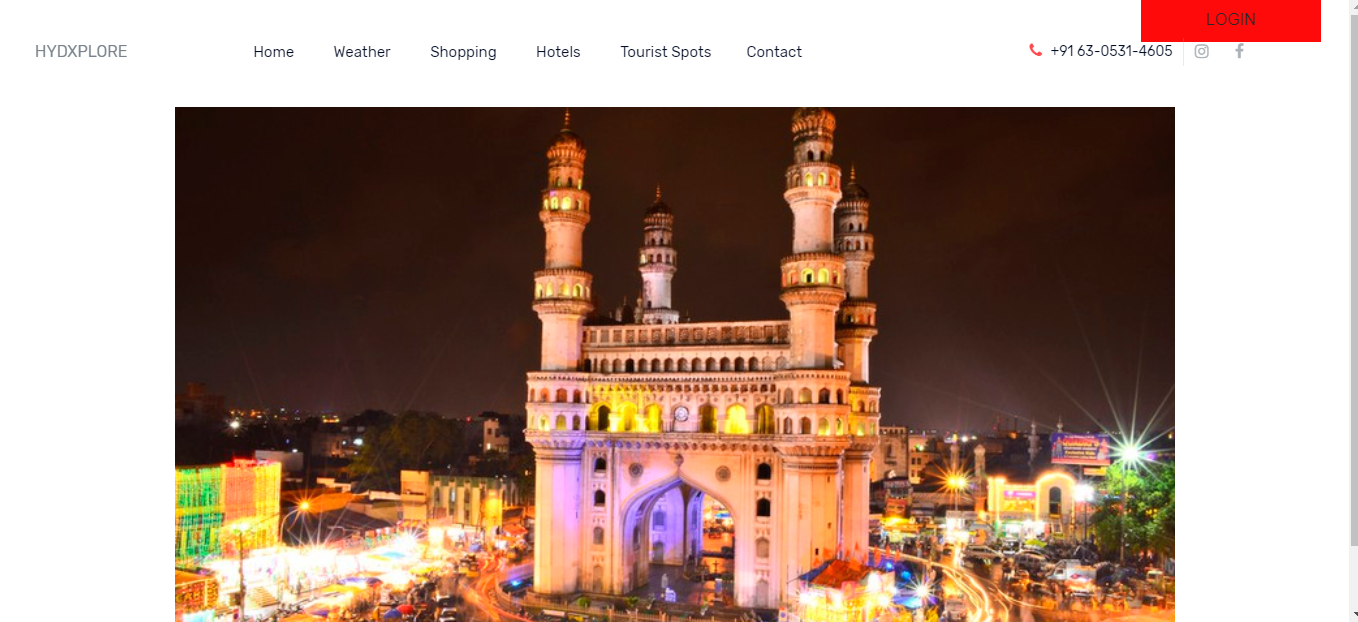 LOGIN
HYDXPLORE
Home Weather Shopping Hotels Tourist Spots Contact
+91 63-0531-4605